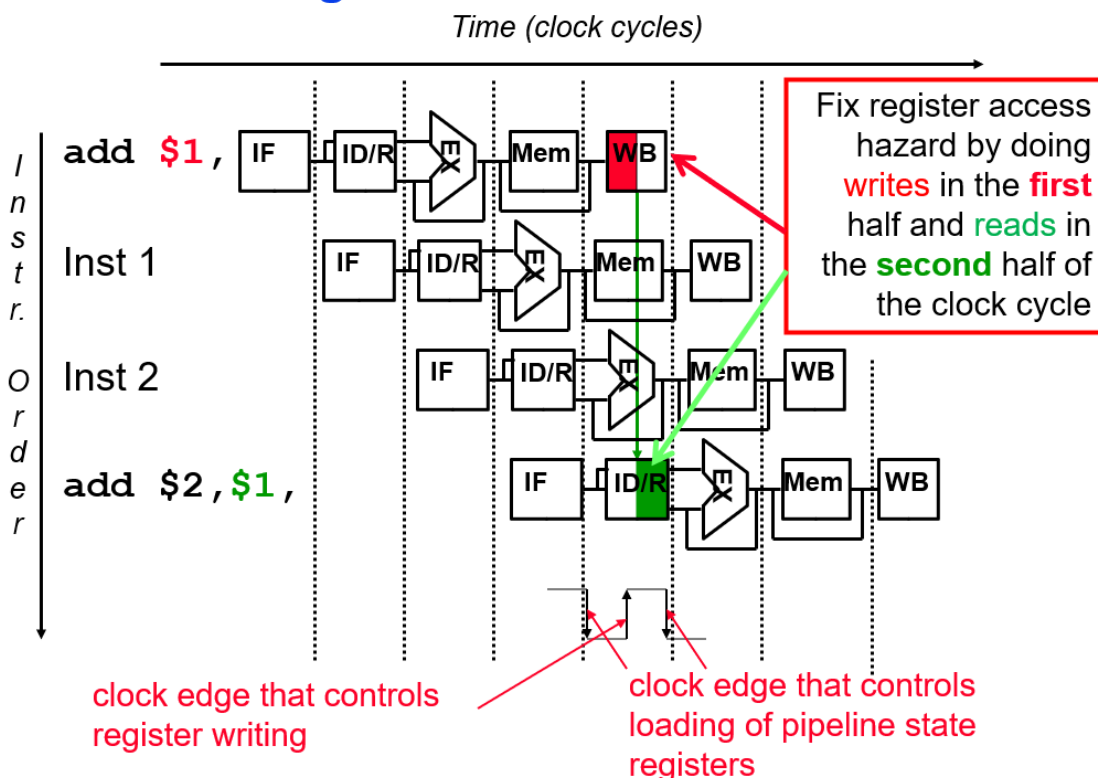 Time (clock cycles)
Instr. Order
add $1,
IF
ID/R
EX
Mem
WB
Fix register access
hazard by doing
writes in the first
half and reads in
the second half of
the clock cycle
Inst 1
IF
ID/R
EX
Mem
WB
Inst 2
IF
ID/R
EX
Mem
WB
add $2,$1,
IF
ID/R
EX
Mem
WB
clock edge that controls
register writing
clock edge that controls
loading of pipeline state
registers